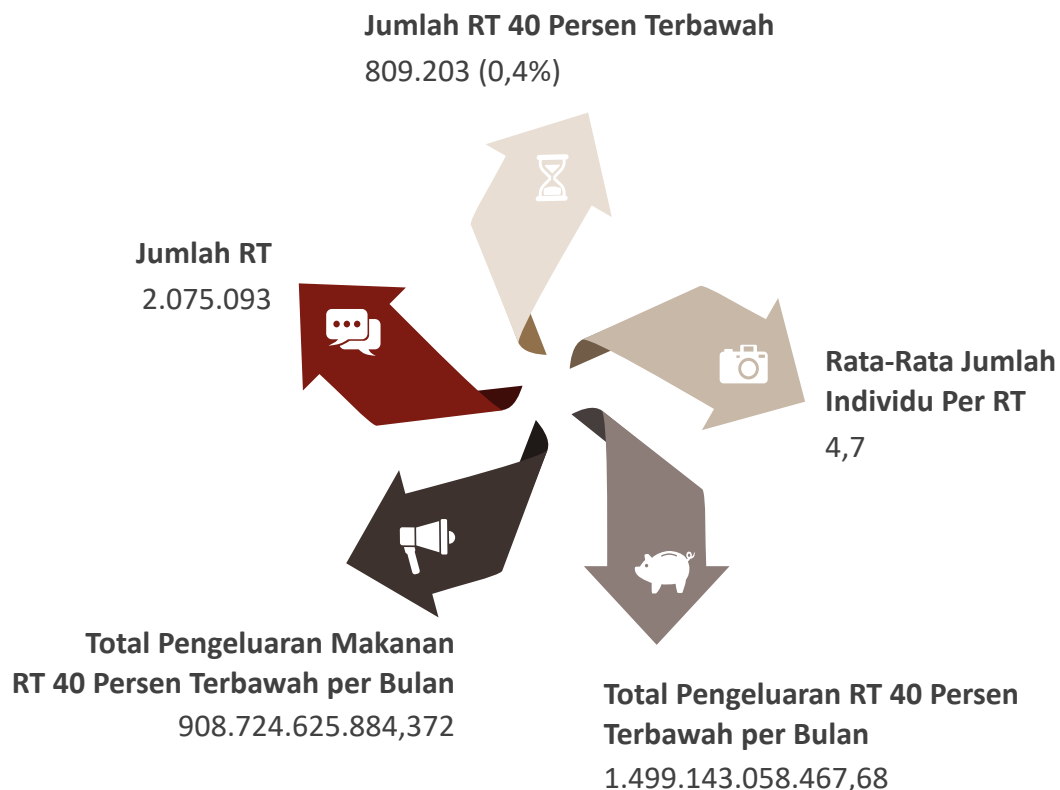 Jumlah RT 40 Persen Terbawah
809.203 (0,4%)
Jumlah RT
2.075.093
Rata-Rata Jumlah
Individu Per RT
4,7
Total Pengeluaran Makanan
RT 40 Persen Terbawah per Bulan
908.724.625.884,372
Total Pengeluaran RT 40 Persen
Terbawah per Bulan
1.499.143.058.467,68